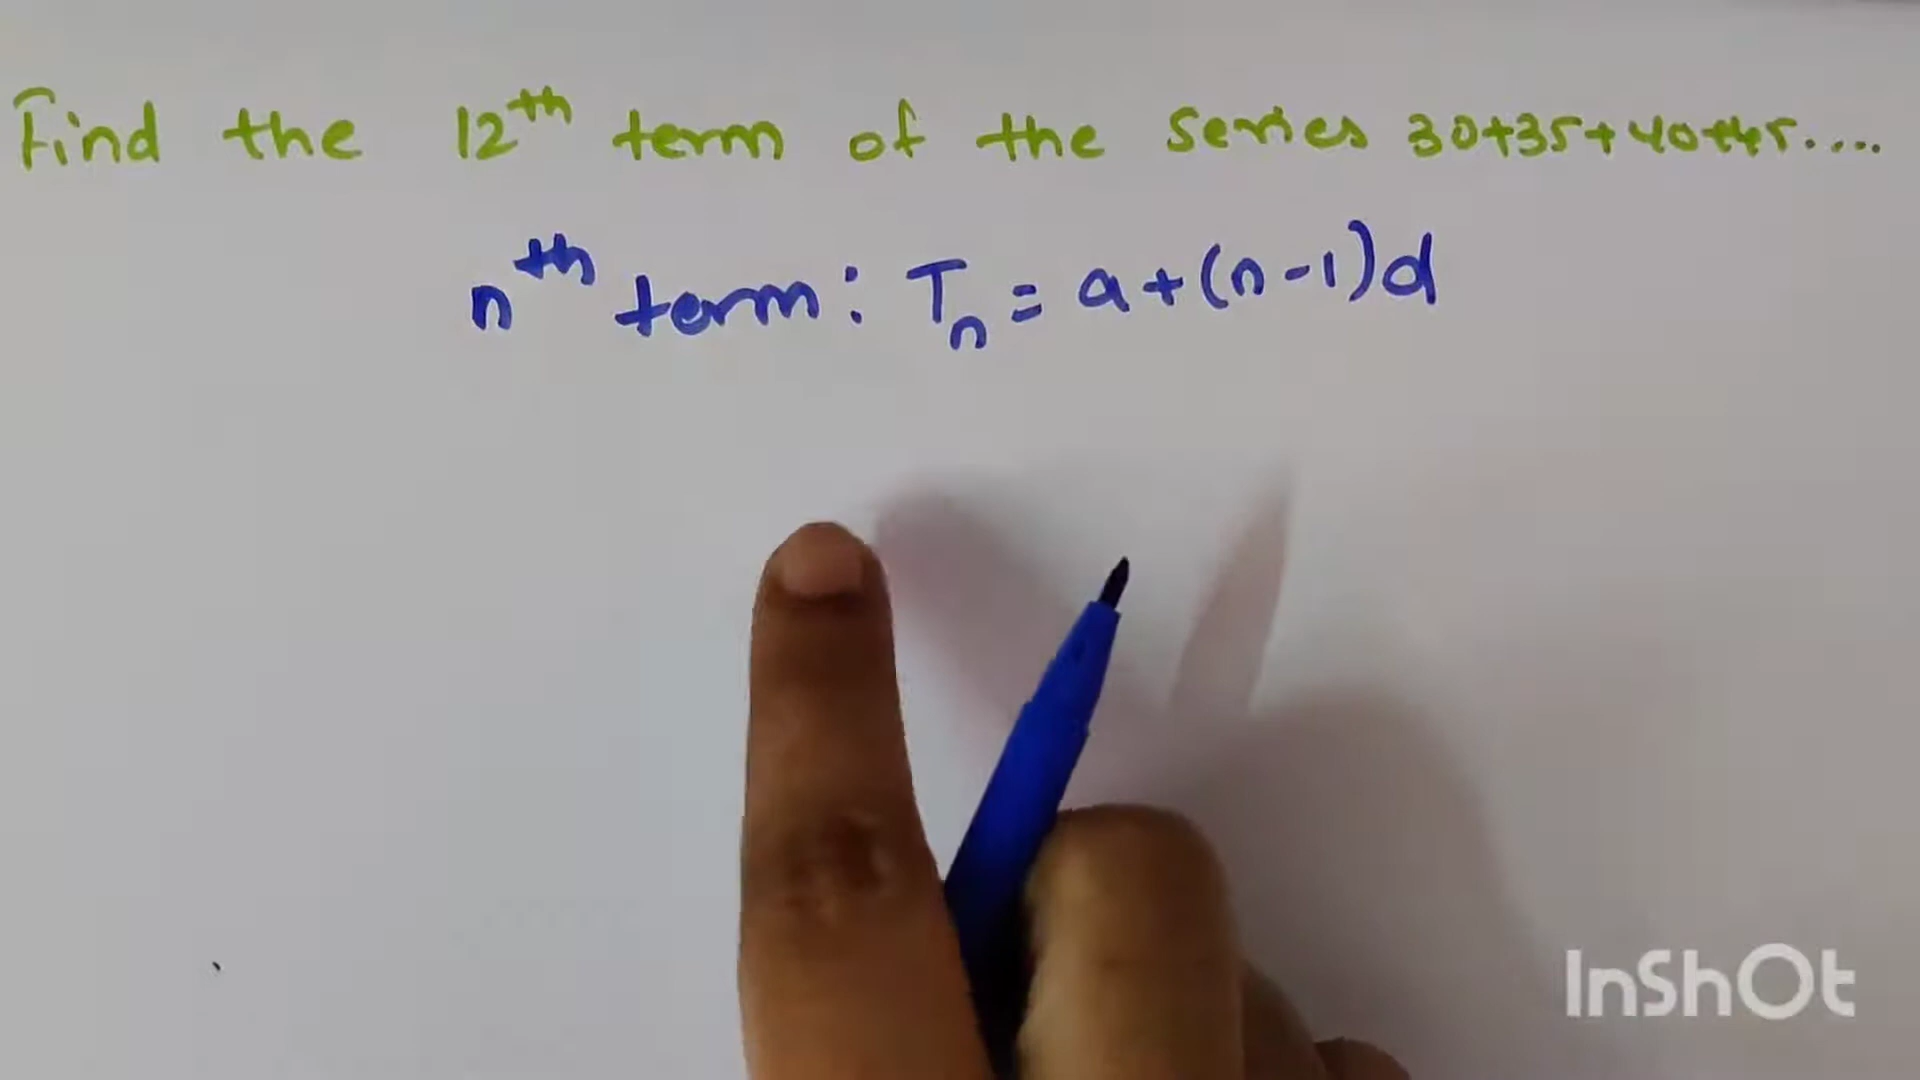 Find the 12th term of the series 30+35+40+45....
nth term: Tn = a+(n-1)d
InShOt